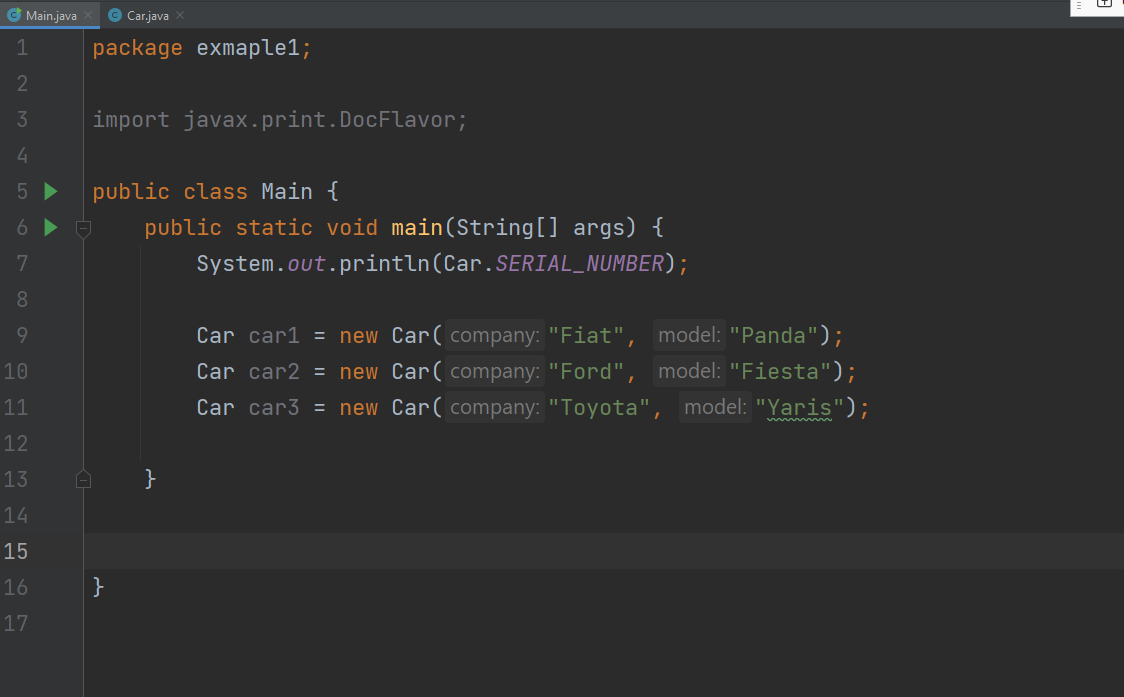 Main.java Car.java
1 package exmaple1;
2
3 import javax.print.DocFlavor;
4
5 public class Main {
6 public static void main(String[] args) {
7 System.out.println(Car.SERIAL_NUMBER);
8
9 Car car1 = new Car( company: "Fiat", model: "Panda");
10 Car car2 = new Car( company: "Ford", model: "Fiesta");
11 Car car3 = new Car( company: "Toyota", model: "Yaris");
12
13 }
14
15
16 }
17